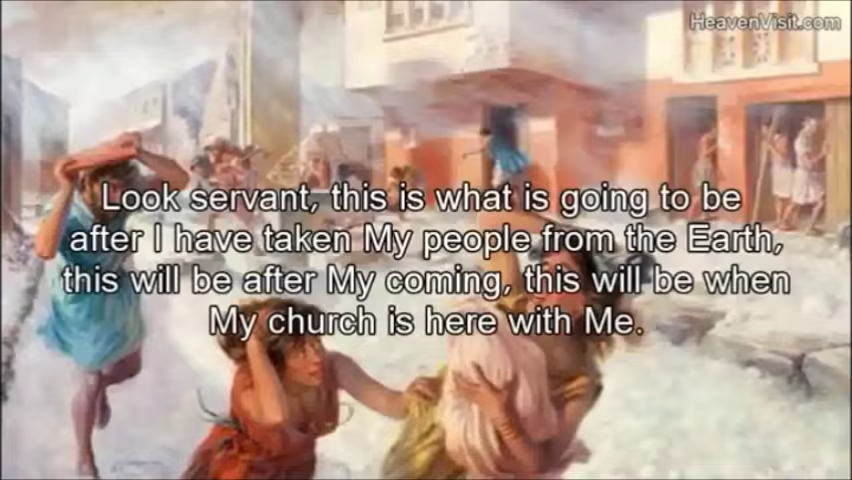 HeavenVisit.com
Look servant, this is what is going to be
after I have taken My people from the Earth,
this will be after My coming, this will be when
My church is here with Me.